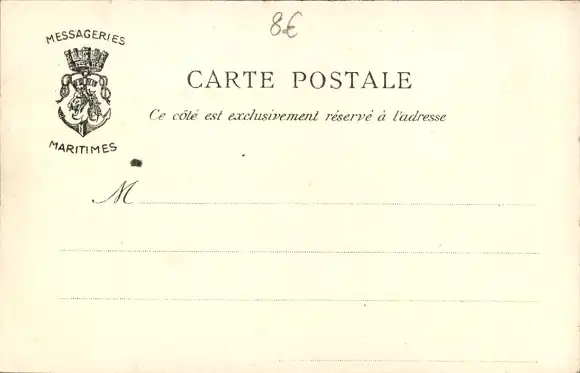 8€
MESSAGERIES
MARITIMES
CARTE POSTALE
Ce côté est exclusivement réservé à l'adresse
M